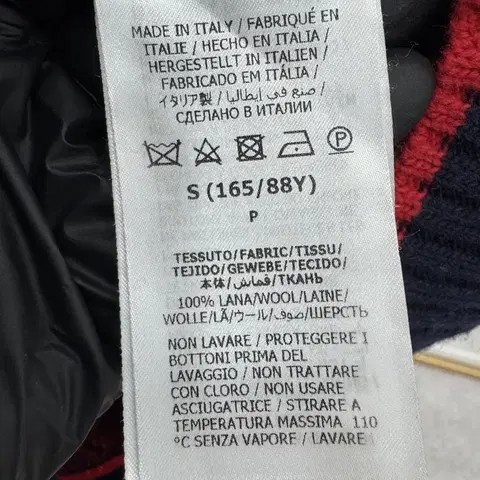 MADE IN ITALY / FABRIQUÉ EN
ITALIE / HECHO EN ITALIA /
HERGESTELLT IN ITALIEN /
FABRICADO EM ITÁLIA /
イタリア製 / صنع في إيطاليا /
СДЕЛАНО В ИТАЛИИ
P
S (165/88Y)
P
TESSUTO/FABRIC/TISSU/
TEJIDO/GEWEBE/TECIDO/
本体/قماش/ТКАНЬ
100% LANA/WOOL/LAINE/
WOLLE/LÃ/ウール/صوف/ШЕРСТЬ
NON LAVARE / PROTEGGERE I
BOTTONI PRIMA DEL
LAVAGGIO / NON TRATTARE
CON CLORO / NON USARE
ASCIUGATRICE / STIRARE A
TEMPERATURA MASSIMA 110
°C SENZA VAPORE / LAVARE